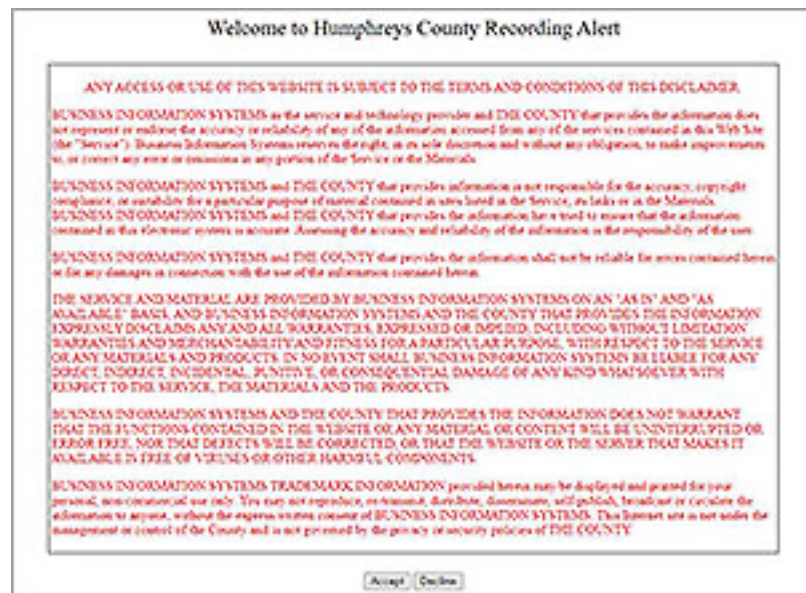 Welcome to Humphreys County Recording Alert
ANY ACCESS OR USE OF THIS WEBSITE IS SUBJECT TO THE TERMS AND CONDITIONS OF THIS DISCLAIMER.
BUSINESS INFORMATION SYSTEMS as the service and technology provider and THE COUNTY that provides the information does
not represent or endorse the accuracy or reliability of any of the information accessed from any of the services contained in this Web Site
(the "Service"). Business Information Systems reserves the right, in its sole discretion and without any obligation, to make improvements
to, or correct any error or omissions in any portion of the Service or the Materials.
BUSINESS INFORMATION SYSTEMS and THE COUNTY that provides information is not responsible for the accuracy, copyright
compliance, or suitability for a particular purpose of material contained in sites listed in the Service, its links or in the Materials.
BUSINESS INFORMATION SYSTEMS and THE COUNTY that provides the information have tried to ensure that the information
contained in this electronic system is accurate. Assessing the accuracy and reliability of the information is the responsibility of the user.
BUSINESS INFORMATION SYSTEMS and THE COUNTY that provides the information shall not be reliable for errors contained herein
or for any damages in connection with the use of the information contained herein.
THE SERVICE AND MATERIAL ARE PROVIDED BY BUSINESS INFORMATION SYSTEMS ON AN "AS IS" AND "AS
AVAILABLE" BASIS, AND BUSINESS INFORMATION SYSTEMS AND THE COUNTY THAT PROVIDES THE INFORMATION
EXPRESSLY DISCLAIMS ANY AND ALL WARRANTIES, EXPRESSED OR IMPLIED, INCLUDING WITHOUT LIMITATION
WARRANTIES AND MERCHANTABILITY AND FITNESS FOR A PARTICULAR PURPOSE, WITH RESPECT TO THE SERVICE
OR ANY MATERIALS AND PRODUCTS. IN NO EVENT SHALL BUSINESS INFORMATION SYSTEMS BE LIABLE FOR ANY
DIRECT, INDIRECT, INCIDENTAL, PUNITIVE, OR CONSEQUENTIAL DAMAGE OF ANY KIND WHATSOEVER WITH
RESPECT TO THE SERVICE, THE MATERIALS AND THE PRODUCTS.
BUSINESS INFORMATION SYSTEMS AND THE COUNTY THAT PROVIDES THE INFORMATION DOES NOT WARRANT
THAT THE FUNCTIONS CONTAINED IN THE WEBSITE OR ANY MATERIAL OR CONTENT WILL BE UNINTERRUPTED OR
ERROR FREE, NOR THAT DEFECTS WILL BE CORRECTED, OR THAT THE WEBSITE OR THE SERVER THAT MAKES IT
AVAILABLE IS FREE OF VIRUSES OR OTHER HARMFUL COMPONENTS.
BUSINESS INFORMATION SYSTEMS TRADEMARK INFORMATION provided herein may be displayed and printed for your
personal, non-commercial use only. You may not reproduce, retransmit, distribute, disseminate, sell, publish, broadcast or circulate the
information to anyone, without the express written consent of BUSINESS INFORMATION SYSTEMS. This Internet site is not under the
management or control of the County and is not governed by the privacy or security policies of THE COUNTY.
Accept Decline